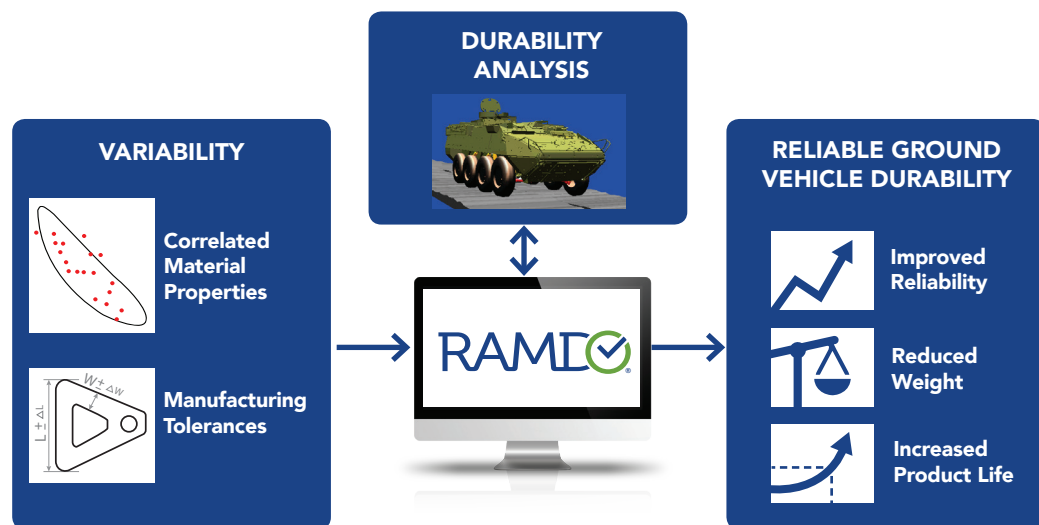 DURABILITY
ANALYSIS
VARIABILITY
Correlated
Material
Properties
L ± ΔL
W ± ΔW
Manufacturing
Tolerances
RAMDO®
RELIABLE GROUND
VEHICLE DURABILITY
Improved
Reliability
Reduced
Weight
Increased
Product Life